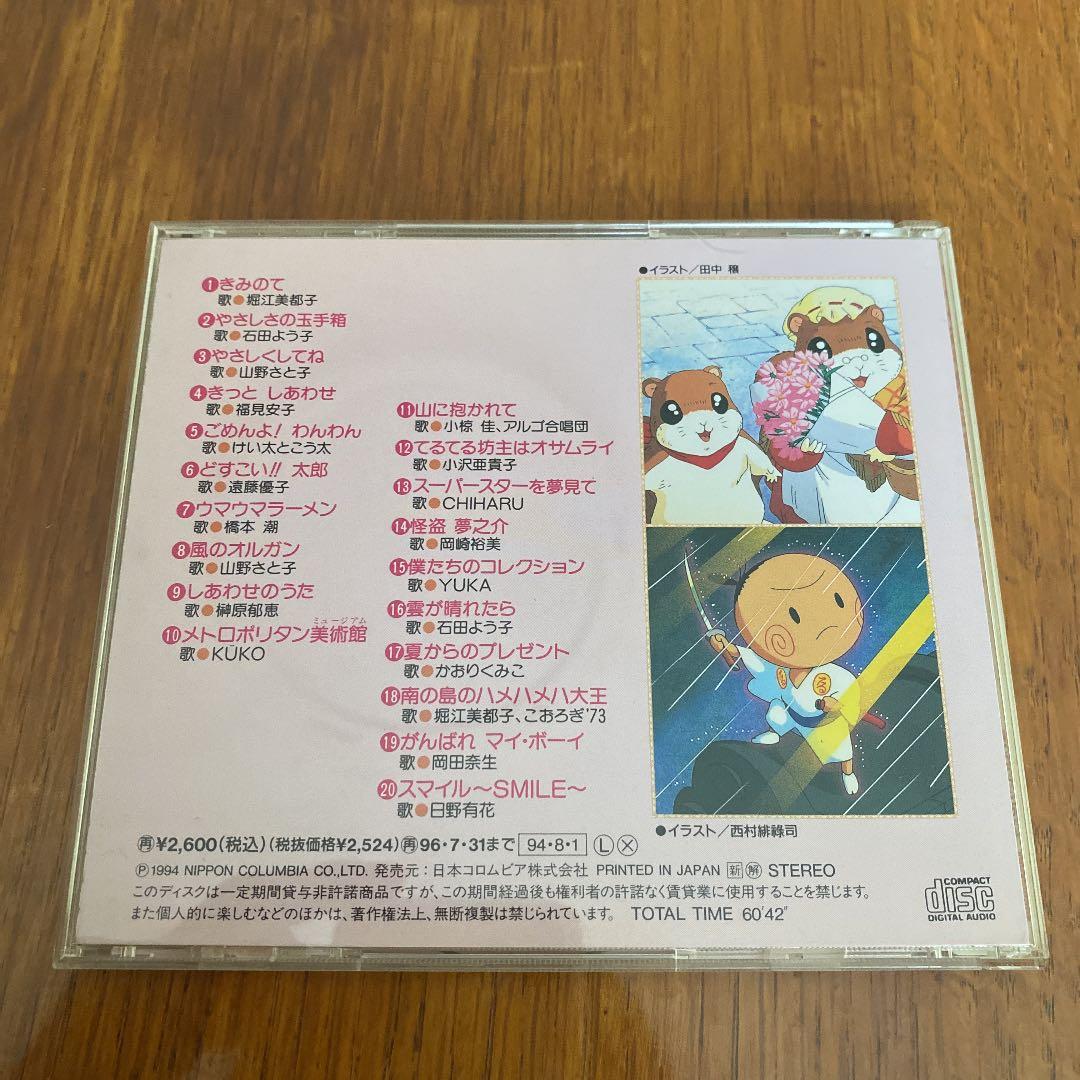 ❶きみのて
歌●堀江美都子
❷やさしさの玉手箱
歌●石田よう子
❸やさしくしてね
歌●山野さと子
❹きっと しあわせ
歌●福見安子
❺ごめんよ! わんわん
歌●けい太とこう太
❻どすこい!! 太郎
歌●遠藤優子
❼ウマウマラーメン
歌●橋本 潮
❽風のオルガン
歌●山野さと子
❾しあわせのうた
歌●榊原郁恵
ミュージアム
❿メトロポリタン美術館
歌●KŪKO
⓫山に抱かれて
歌●小椋 佳、アルゴ合唱団
⓬てるてる坊主はオサムライ
歌●小沢亜貴子
⓭スーパースターを夢見て
歌●CHIHARU
⓮怪盗 夢之介
歌●岡崎裕美
⓯僕たちのコレクション
歌●YUKA
⓰雲が晴れたら
歌●石田よう子
⓱夏からのプレゼント
歌●かおりくみこ
⓲南の島のハメハメハ大王
歌●堀江美都子、こおろぎ'73
⓳がんばれ マイ・ボーイ
歌●岡田奈生
⓴スマイル〜SMILE〜
歌●日野有花
●イラスト/田中 穣
●イラスト/西村緋祿司
再¥2,600(税込)(税抜価格¥2,524)再96・7・31まで 94・8・1 Ⓛ Ⓧ
Ⓟ1994 NIPPON COLUMBIA CO.,LTD. 発売元:日本コロムビア株式会社 PRINTED IN JAPAN 新 解 STEREO
このディスクは一定期間貸与非許諾商品ですが、この期間経過後も権利者の許諾なく賃貸業に使用することを禁じます。
また個人的に楽しむなどのほかは、著作権法上、無断複製は禁じられています。 TOTAL TIME 60'42"
COMPACT
disc
DIGITAL AUDIO